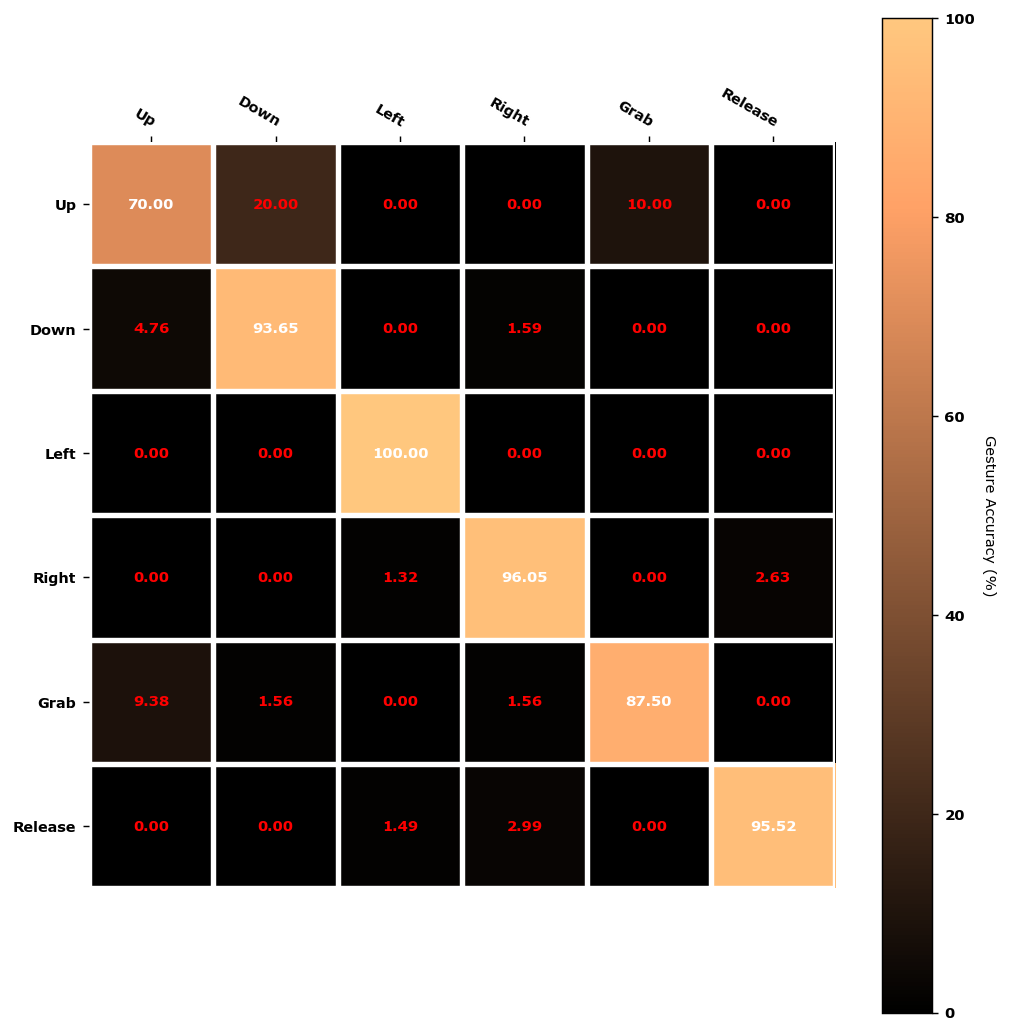 Up Down Left Right Grab Release
Up 70.00 20.00 0.00 0.00 10.00 0.00
Down 4.76 93.65 0.00 1.59 0.00 0.00
Left 0.00 0.00 100.00 0.00 0.00 0.00
Right 0.00 0.00 1.32 96.05 0.00 2.63
Grab 9.38 1.56 0.00 1.56 87.50 0.00
Release 0.00 0.00 1.49 2.99 0.00 95.52
100
80
60
40
20
0
Gesture Accuracy (%)